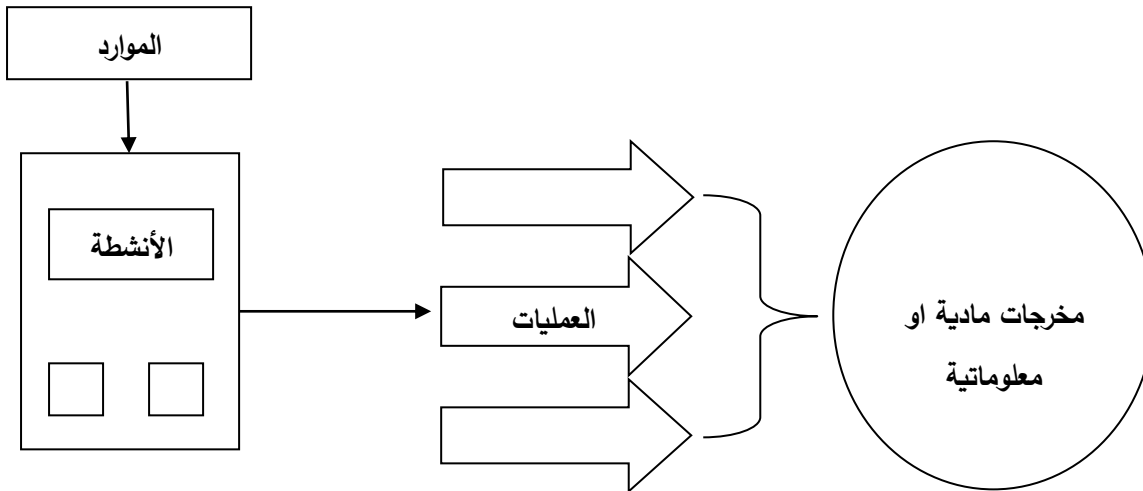 الموارد
الأنشطة
العمليات
مخرجات مادية او
معلوماتية